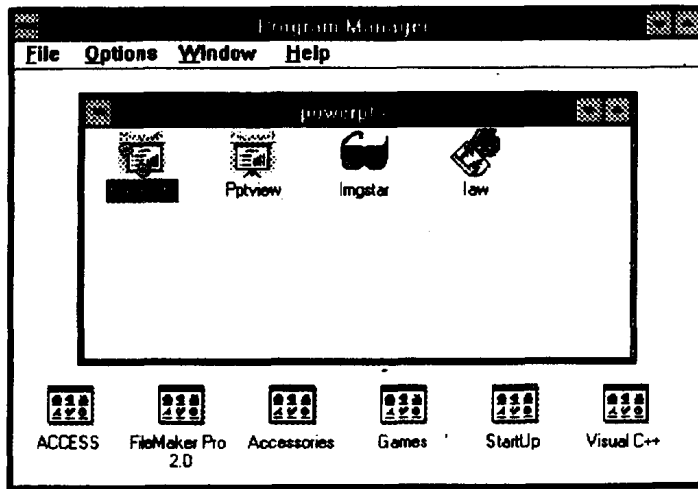 Program Manager
File Options Window Help
powerpt
Pptview Imgstar law
ACCESS FileMaker Pro 2.0 Accessories Games StartUp Visual C++